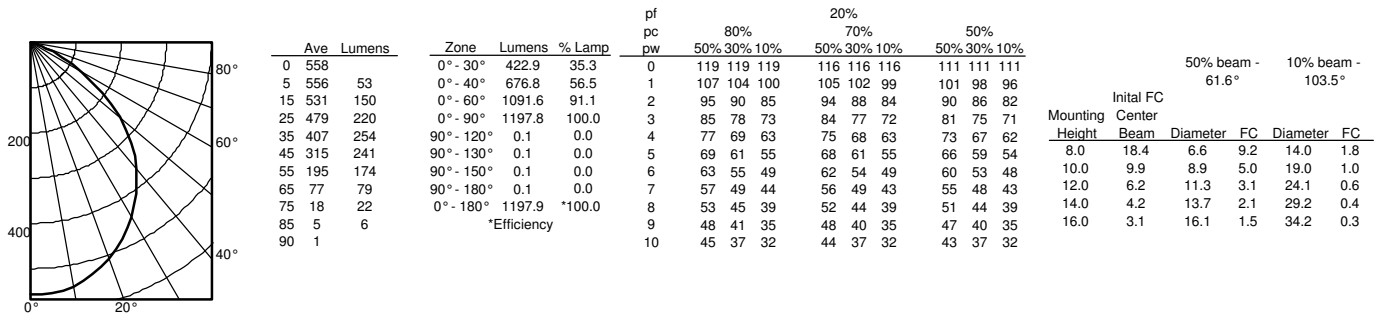 80°
60°
40°
200
400
0° 20°
Ave Lumens
0 558
5 556 53
15 531 150
25 479 220
35 407 254
45 315 241
55 195 174
65 77 79
75 18 22
85 5 6
90 1
Zone Lumens % Lamp
0° - 30° 422.9 35.3
0° - 40° 676.8 56.5
0° - 60° 1091.6 91.1
0° - 90° 1197.8 100.0
90° - 120° 0.1 0.0
90° - 130° 0.1 0.0
90° - 150° 0.1 0.0
90° - 180° 0.1 0.0
0° - 180° 1197.9 *100.0
*Efficiency
pf 20%
pc 80% 70% 50%
pw 50% 30% 10% 50% 30% 10% 50% 30% 10%
0 119 119 119 116 116 116 111 111 111
1 107 104 100 105 102 99 101 98 96
2 95 90 85 94 88 84 90 86 82
3 85 78 73 84 77 72 81 75 71
4 77 69 63 75 68 63 73 67 62
5 69 61 55 68 61 55 66 59 54
6 63 55 49 62 54 49 60 53 48
7 57 49 44 56 49 43 55 48 43
8 53 45 39 52 44 39 51 44 39
9 48 41 35 48 40 35 47 40 35
10 45 37 32 44 37 32 43 37 32
50% beam - 10% beam -
61.6° 103.5°
Inital FC
Mounting Center
Height Beam Diameter FC Diameter FC
8.0 18.4 6.6 9.2 14.0 1.8
10.0 9.9 8.9 5.0 19.0 1.0
12.0 6.2 11.3 3.1 24.1 0.6
14.0 4.2 13.7 2.1 29.2 0.4
16.0 3.1 16.1 1.5 34.2 0.3